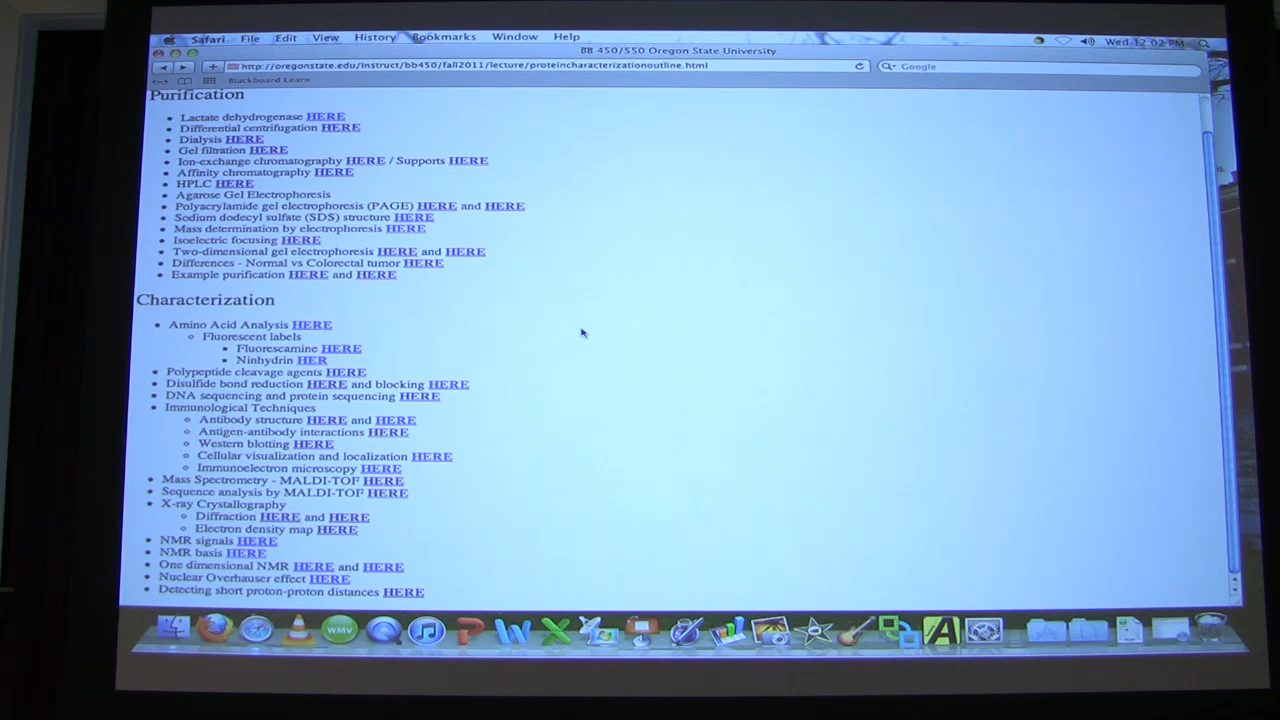 Safari File Edit View History Bookmarks Window Help Wed 12:02 PM
BB 450/550 Oregon State University
http://oregonstate.edu/instruct/bb450/fall2011/lecture/proteincharacterizationoutline.html Google
Blackboard Learn
Purification
Lactate dehydrogenase HERE
Differential centrifugation HERE
Dialysis HERE
Gel filtration HERE
Ion-exchange chromatography HERE / Supports HERE
Affinity chromatography HERE
HPLC HERE
Agarose Gel Electrophoresis
Polyacrylamide gel electrophoresis (PAGE) HERE and HERE
Sodium dodecyl sulfate (SDS) structure HERE
Mass determination by electrophoresis HERE
Isoelectric focusing HERE
Two-dimensional gel electrophoresis HERE and HERE
Differences - Normal vs Colorectal tumor HERE
Example purification HERE and HERE
Characterization
Amino Acid Analysis HERE
Fluorescent labels
Fluorescamine HERE
Ninhydrin HER
Polypeptide cleavage agents HERE
Disulfide bond reduction HERE and blocking HERE
DNA sequencing and protein sequencing HERE
Immunological Techniques
Antibody structure HERE and HERE
Antigen-antibody interactions HERE
Western blotting HERE
Cellular visualization and localization HERE
Immunoelectron microscopy HERE
Mass Spectrometry - MALDI-TOF HERE
Sequence analysis by MALDI-TOF HERE
X-ray Crystallography
Diffraction HERE and HERE
Electron density map HERE
NMR signals HERE
NMR basis HERE
One dimensional NMR HERE and HERE
Nuclear Overhauser effect HERE
Detecting short proton-proton distances HERE
WMV